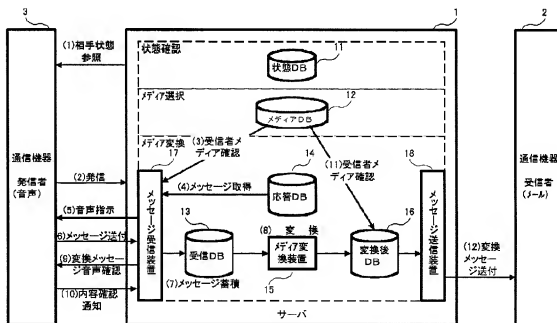 3
1
2
(1)相手状態
参照
状態確認
11
状態DB
メディア選択
12
メディアDB
メディア変換
17
(3)受信者メ
ディア確認
14
(11)受信者メ
ディア確認
18
通信機器
発信者
(音声)
(2)発信
(4)メッセージ取得
応答DB
通信機器
受信者
(メール)
(5)音声指示
メッセージ受信装置
13
16
メッセージ送信装置
(6)メッセージ送付
(8) 変 換
受信DB
メディア変
換装置
変換後
DB
(12)変換
メッセー
ジ送付
(9)変換メッセー
ジ音声確認
(7)メッセージ蓄積
15
(10)内容確認
通知
サーバ